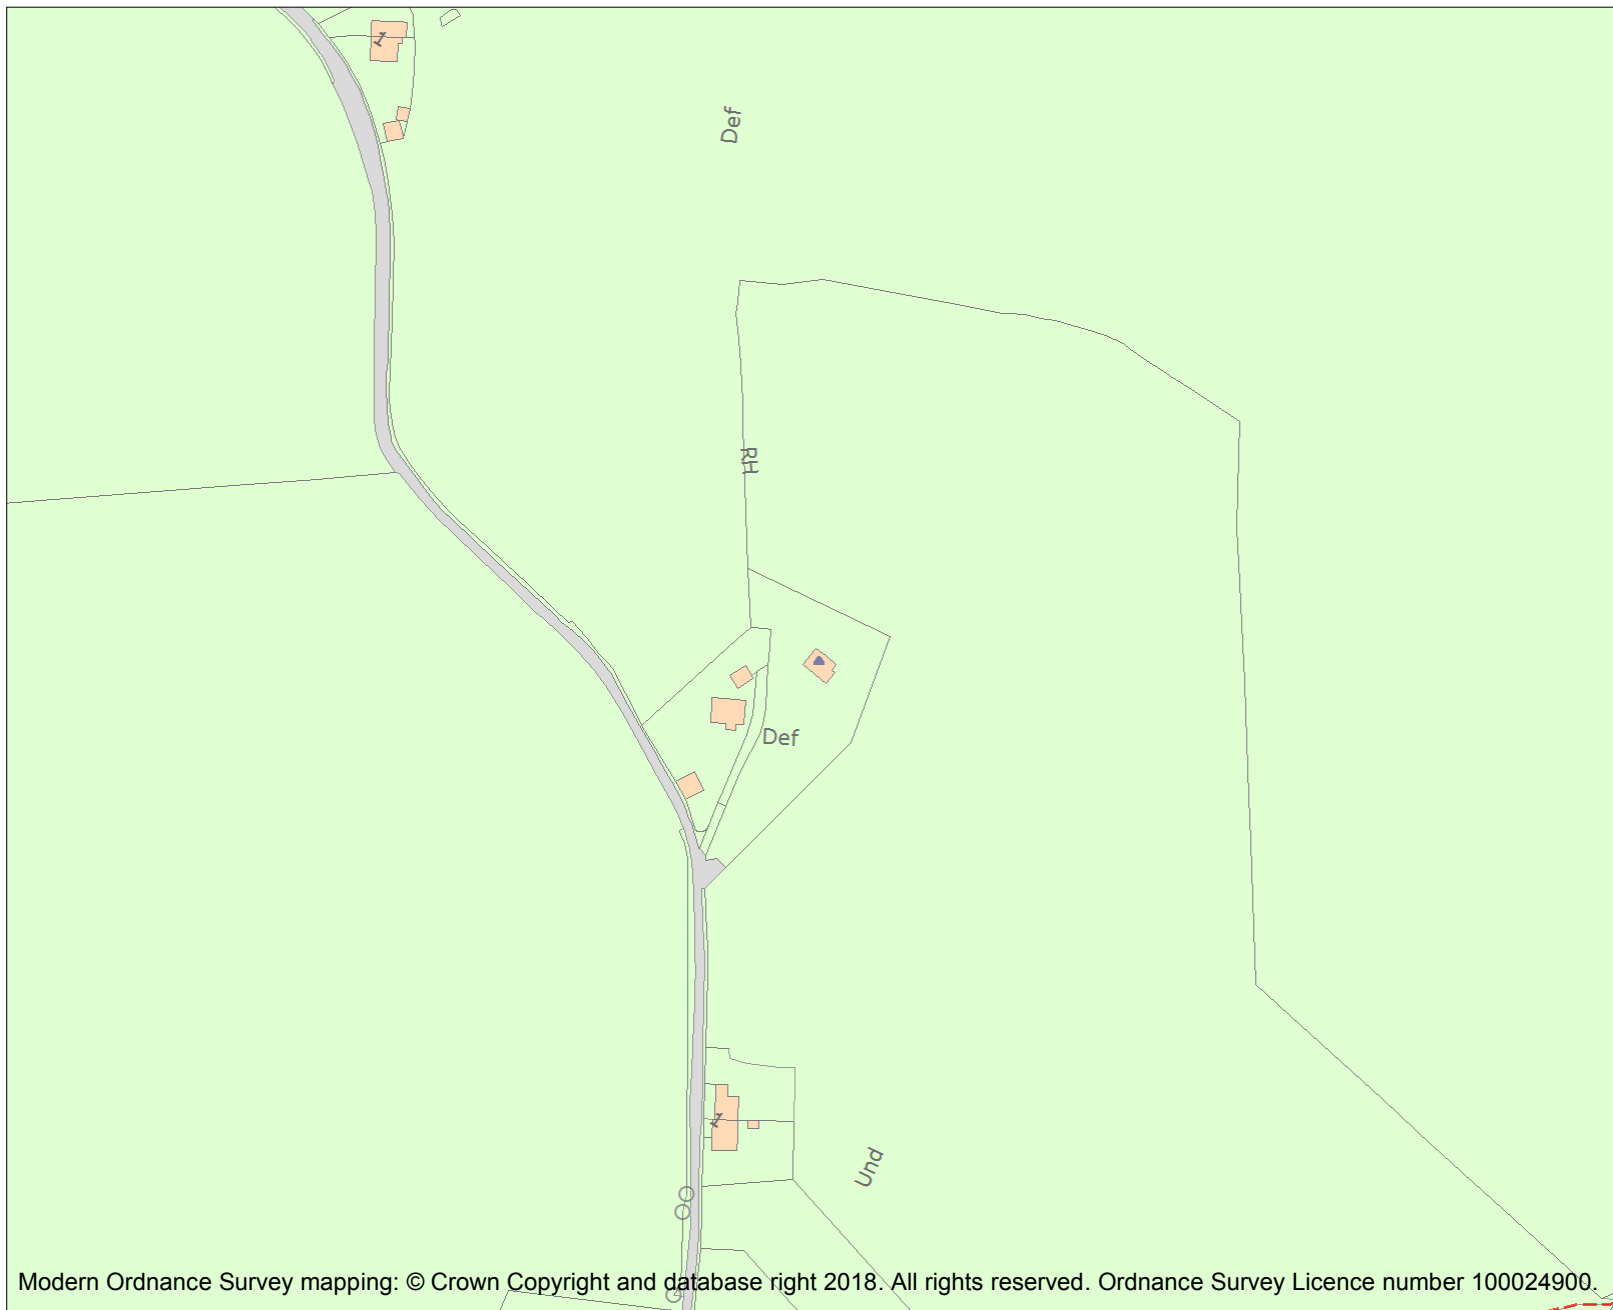 Def
RH
Def
Und
Modern Ordnance Survey mapping: © Crown Copyright and database right 2018. All rights reserved. Ordnance Survey Licence number 100024900.